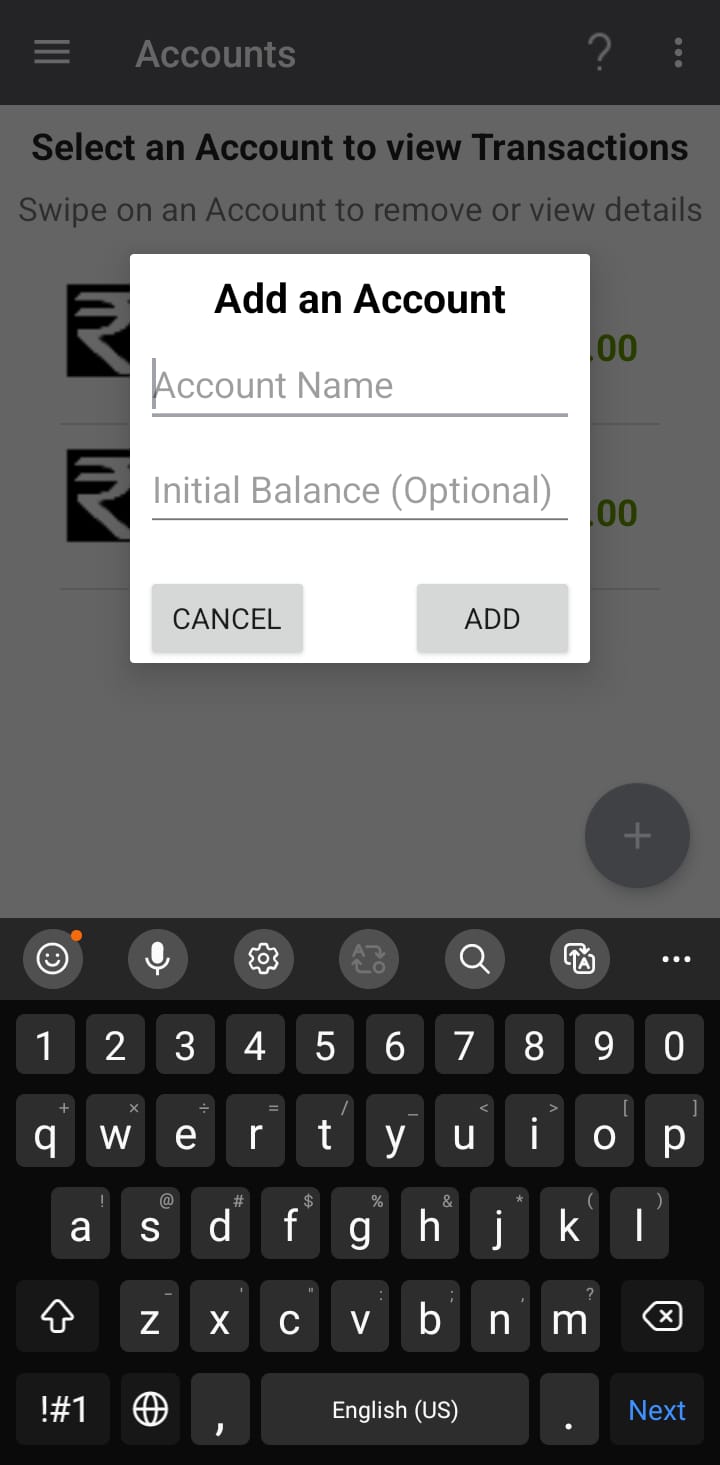 Accounts
?
Select an Account to view Transactions
Swipe on an Account to remove or view details
Add an Account
.00
Account Name
Initial Balance (Optional)
.00
CANCEL
ADD
+
1 2 3 4 5 6 7 8 9 0
+ × ÷ = / _ < > [ ]
q w e r t y u i o p
! @ # $ % & * ( )
a s d f g h j k l
- ' " : ; , ?
z x c v b n m
!#1 , English (US) . Next